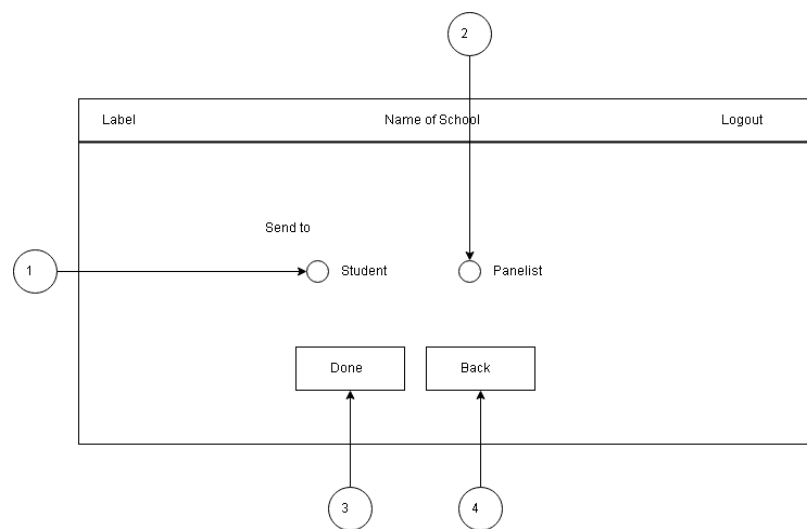 2
Label Name of School Logout
Send to
1 Student Panelist
Done Back
3 4